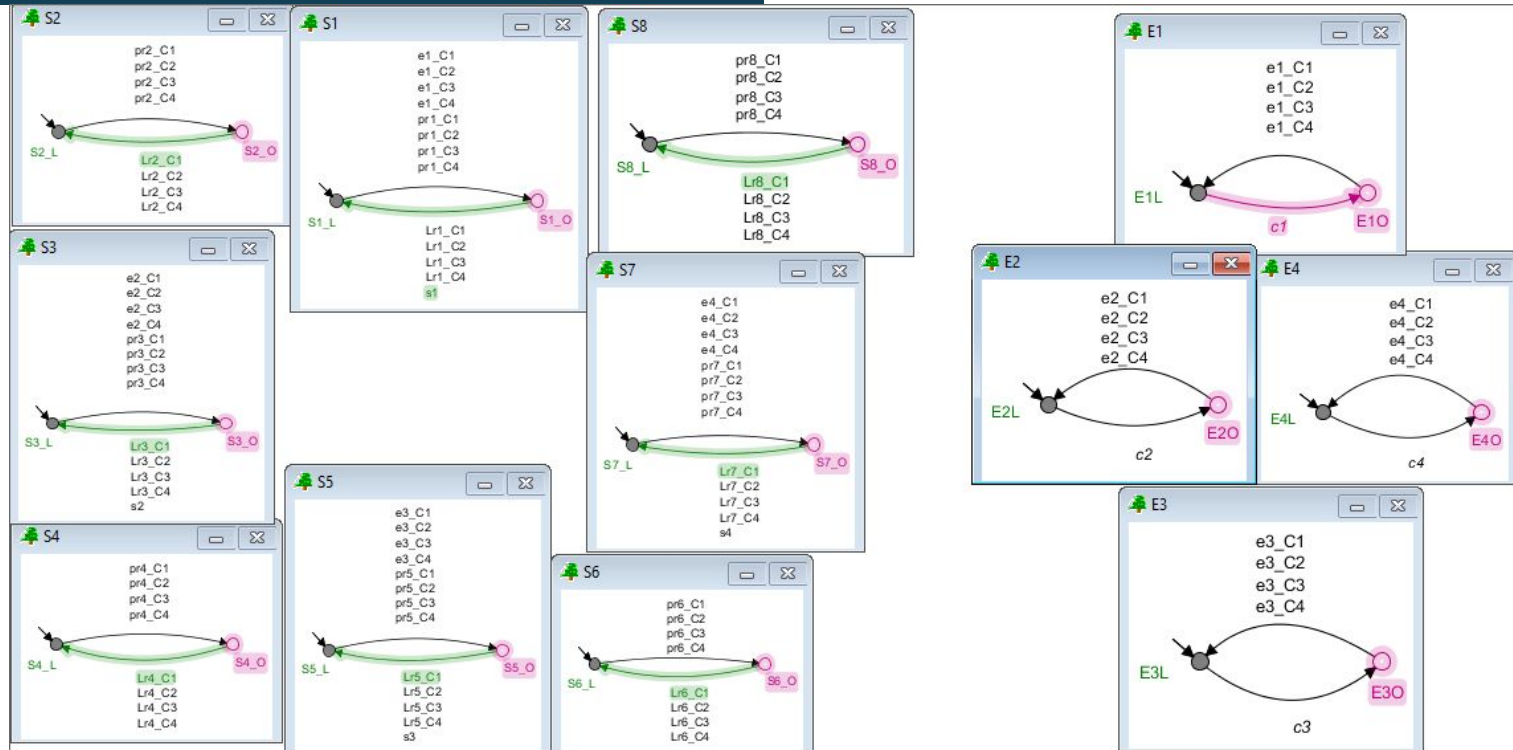 S2
pr2_C1
pr2_C2
pr2_C3
pr2_C4
S2_L
S2_O
Lr2_C1
Lr2_C2
Lr2_C3
Lr2_C4
S1
e1_C1
e1_C2
e1_C3
e1_C4
pr1_C1
pr1_C2
pr1_C3
pr1_C4
S1_L
S1_O
Lr1_C1
Lr1_C2
Lr1_C3
Lr1_C4
s1
S8
pr8_C1
pr8_C2
pr8_C3
pr8_C4
S8_L
S8_O
Lr8_C1
Lr8_C2
Lr8_C3
Lr8_C4
E1
e1_C1
e1_C2
e1_C3
e1_C4
E1L
E1O
c1
S3
e2_C1
e2_C2
e2_C3
e2_C4
pr3_C1
pr3_C2
pr3_C3
pr3_C4
S3_L
S3_O
Lr3_C1
Lr3_C2
Lr3_C3
Lr3_C4
s2
S7
e4_C1
e4_C2
e4_C3
e4_C4
pr7_C1
pr7_C2
pr7_C3
pr7_C4
S7_L
S7_O
Lr7_C1
Lr7_C2
Lr7_C3
Lr7_C4
s4
E2
e2_C1
e2_C2
e2_C3
e2_C4
E2L
E2O
c2
E4
e4_C1
e4_C2
e4_C3
e4_C4
E4L
E4O
c4
S4
pr4_C1
pr4_C2
pr4_C3
pr4_C4
S4_L
S4_O
Lr4_C1
Lr4_C2
Lr4_C3
Lr4_C4
S5
e3_C1
e3_C2
e3_C3
e3_C4
pr5_C1
pr5_C2
pr5_C3
pr5_C4
S5_L
S5_O
Lr5_C1
Lr5_C2
Lr5_C3
Lr5_C4
s3
S6
pr6_C1
pr6_C2
pr6_C3
pr6_C4
S6_L
S6_O
Lr6_C1
Lr6_C2
Lr6_C3
Lr6_C4
E3
e3_C1
e3_C2
e3_C3
e3_C4
E3L
E3O
c3